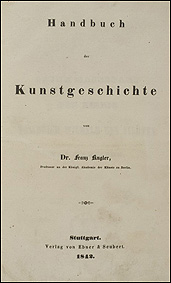 Handbuch
der
Kunstgeschichte
von
Dr. Franz Kugler,
Professor an der Königl. Akademie der Künste zu Berlin.
Stuttgart.
Verlag von Ebner & Seubert.
1842.